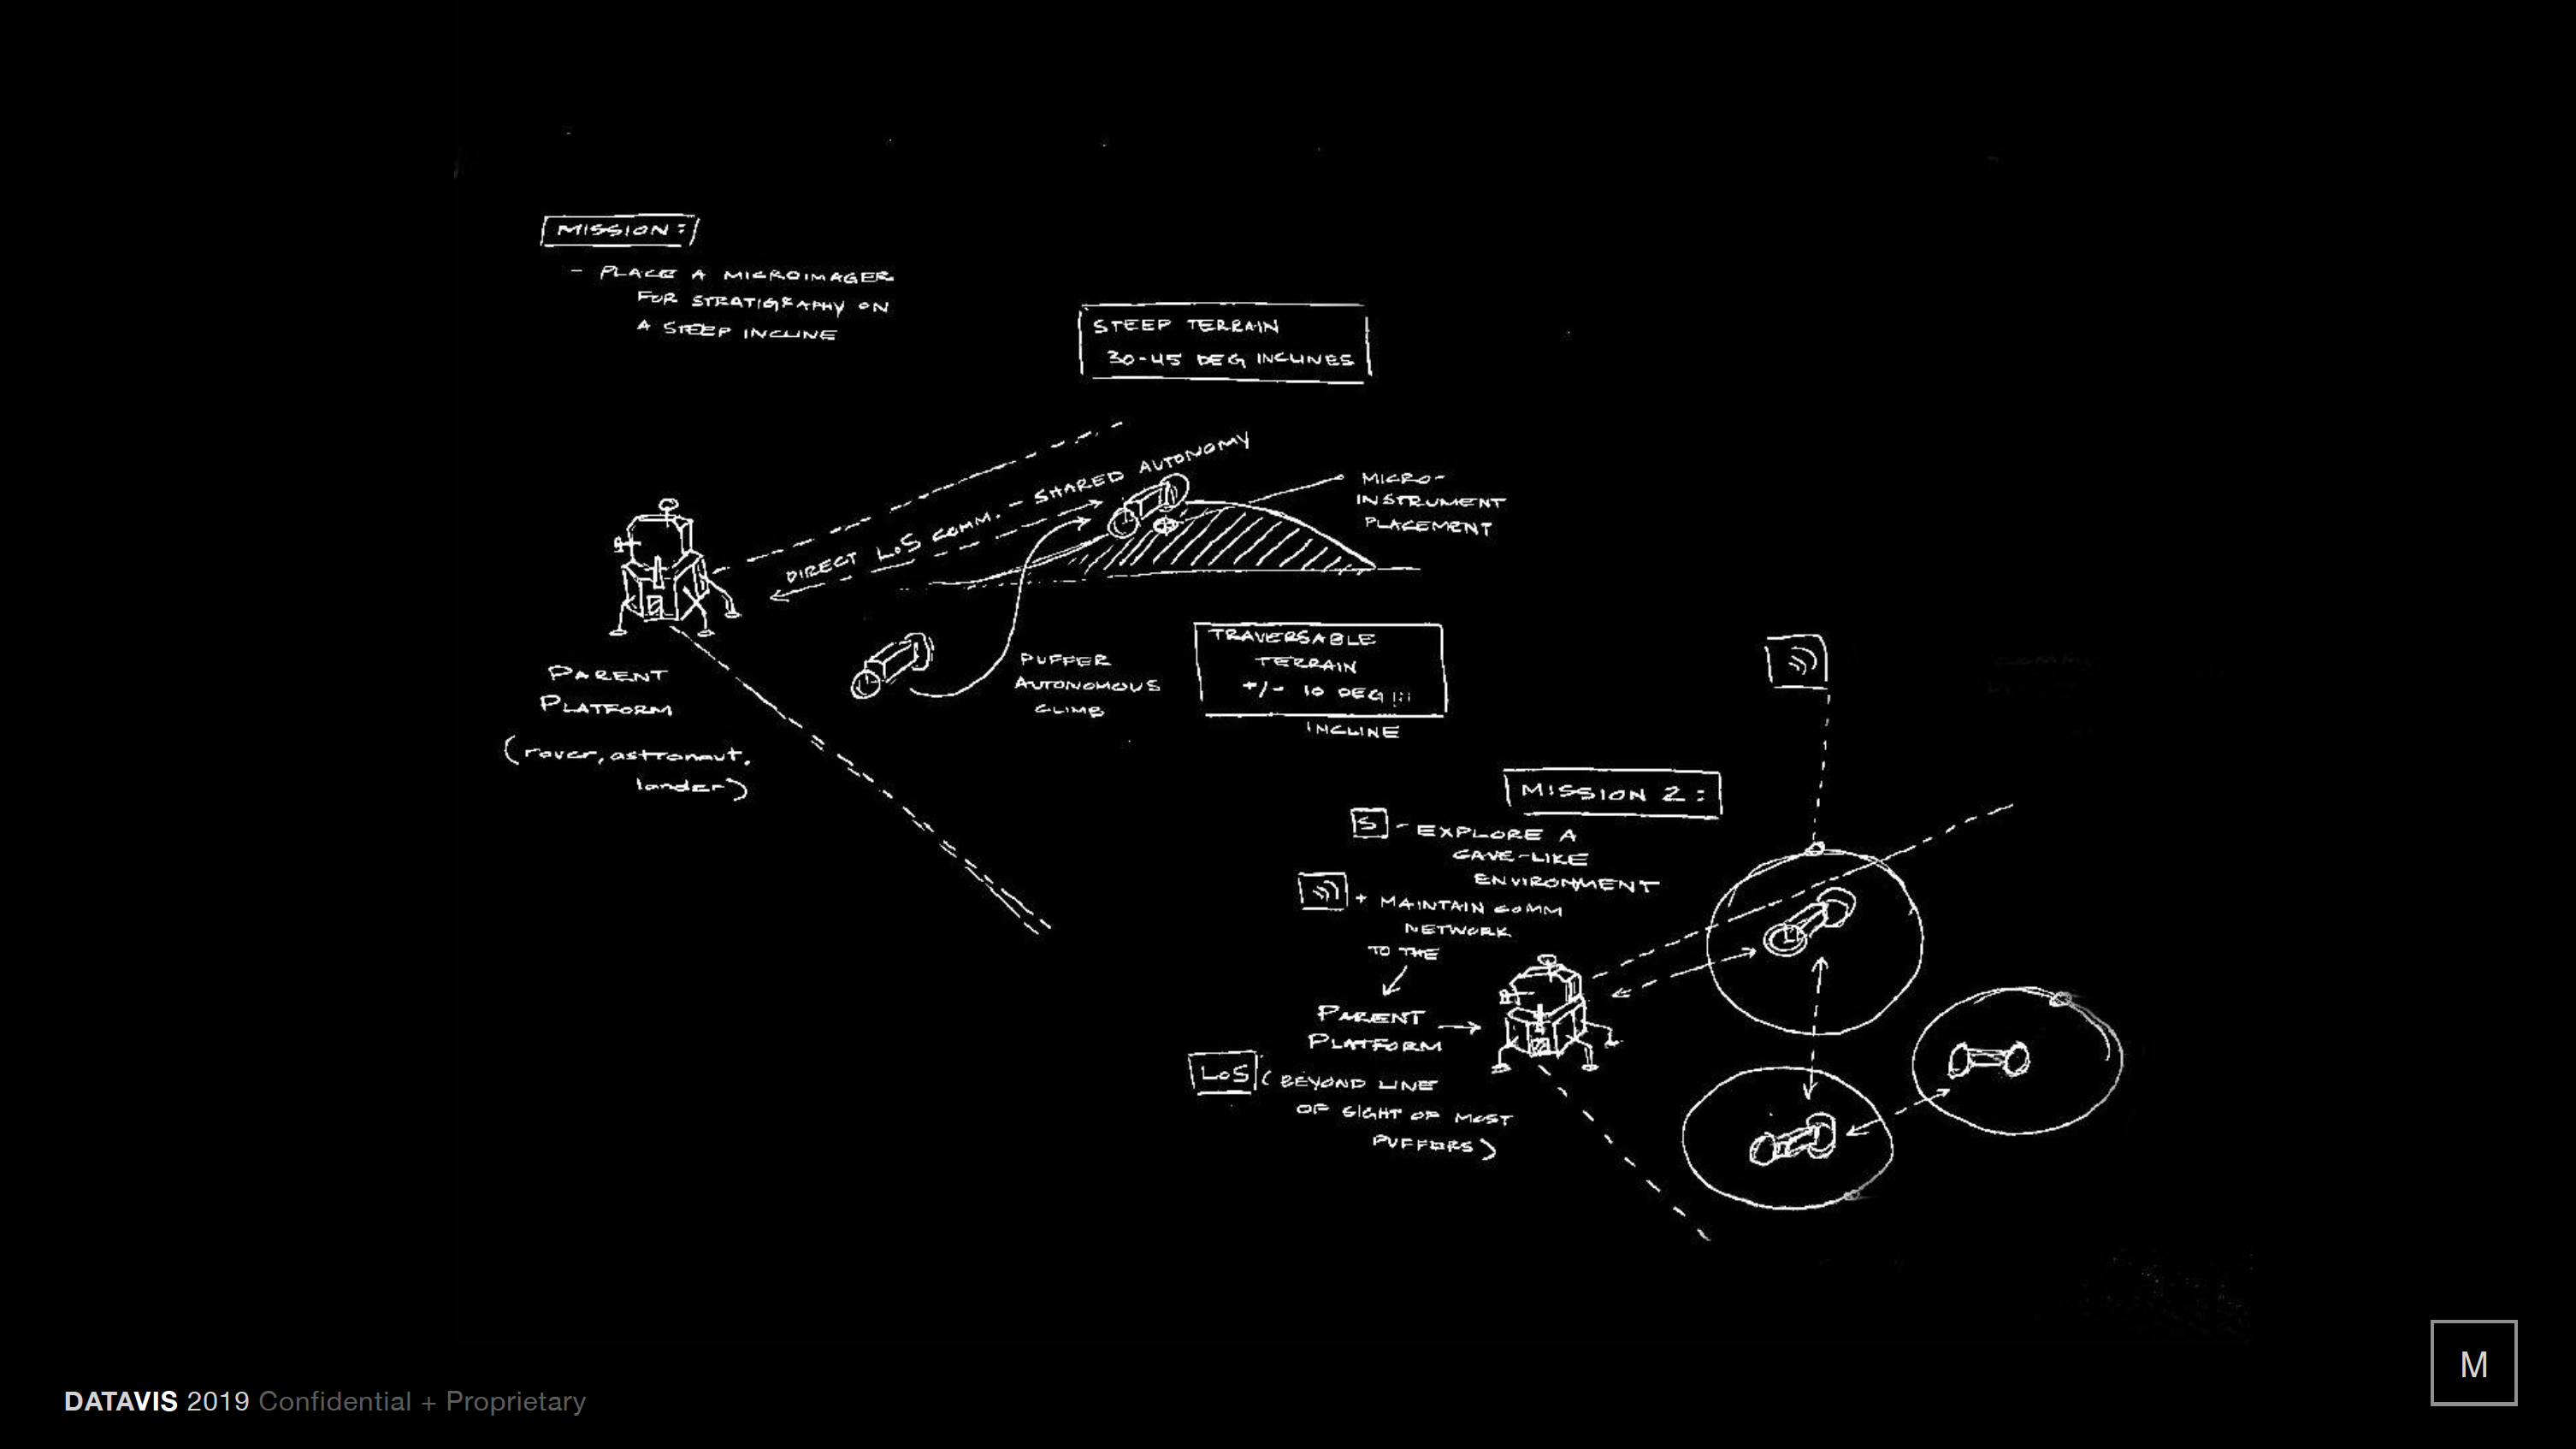 MISSION:
- PLACE A MICROIMAGER
FOR STRATIGRAPHY ON
A STEEP INCLINE
STEEP TERRAIN
30-45 DEG INCLINES
DIRECT LOS COMM. - SHARED AUTONOMY
MICRO-
INSTRUMENT
PLACEMENT
PARENT
PLATFORM
(rover, astronaut,
lander)
PUFFER
AUTONOMOUS
CLIMB
TRAVERSABLE
TERRAIN
+/- 10 DEG
INCLINE
MISSION 2:
S - EXPLORE A
CAVE-LIKE
ENVIRONMENT
+ MAINTAIN COMM
NETWORK
TO THE
PARENT
PLATFORM
LOS (BEYOND LINE
OF SIGHT OF MOST
PUFFERS)
DATAVIS 2019 Confidential + Proprietary
M